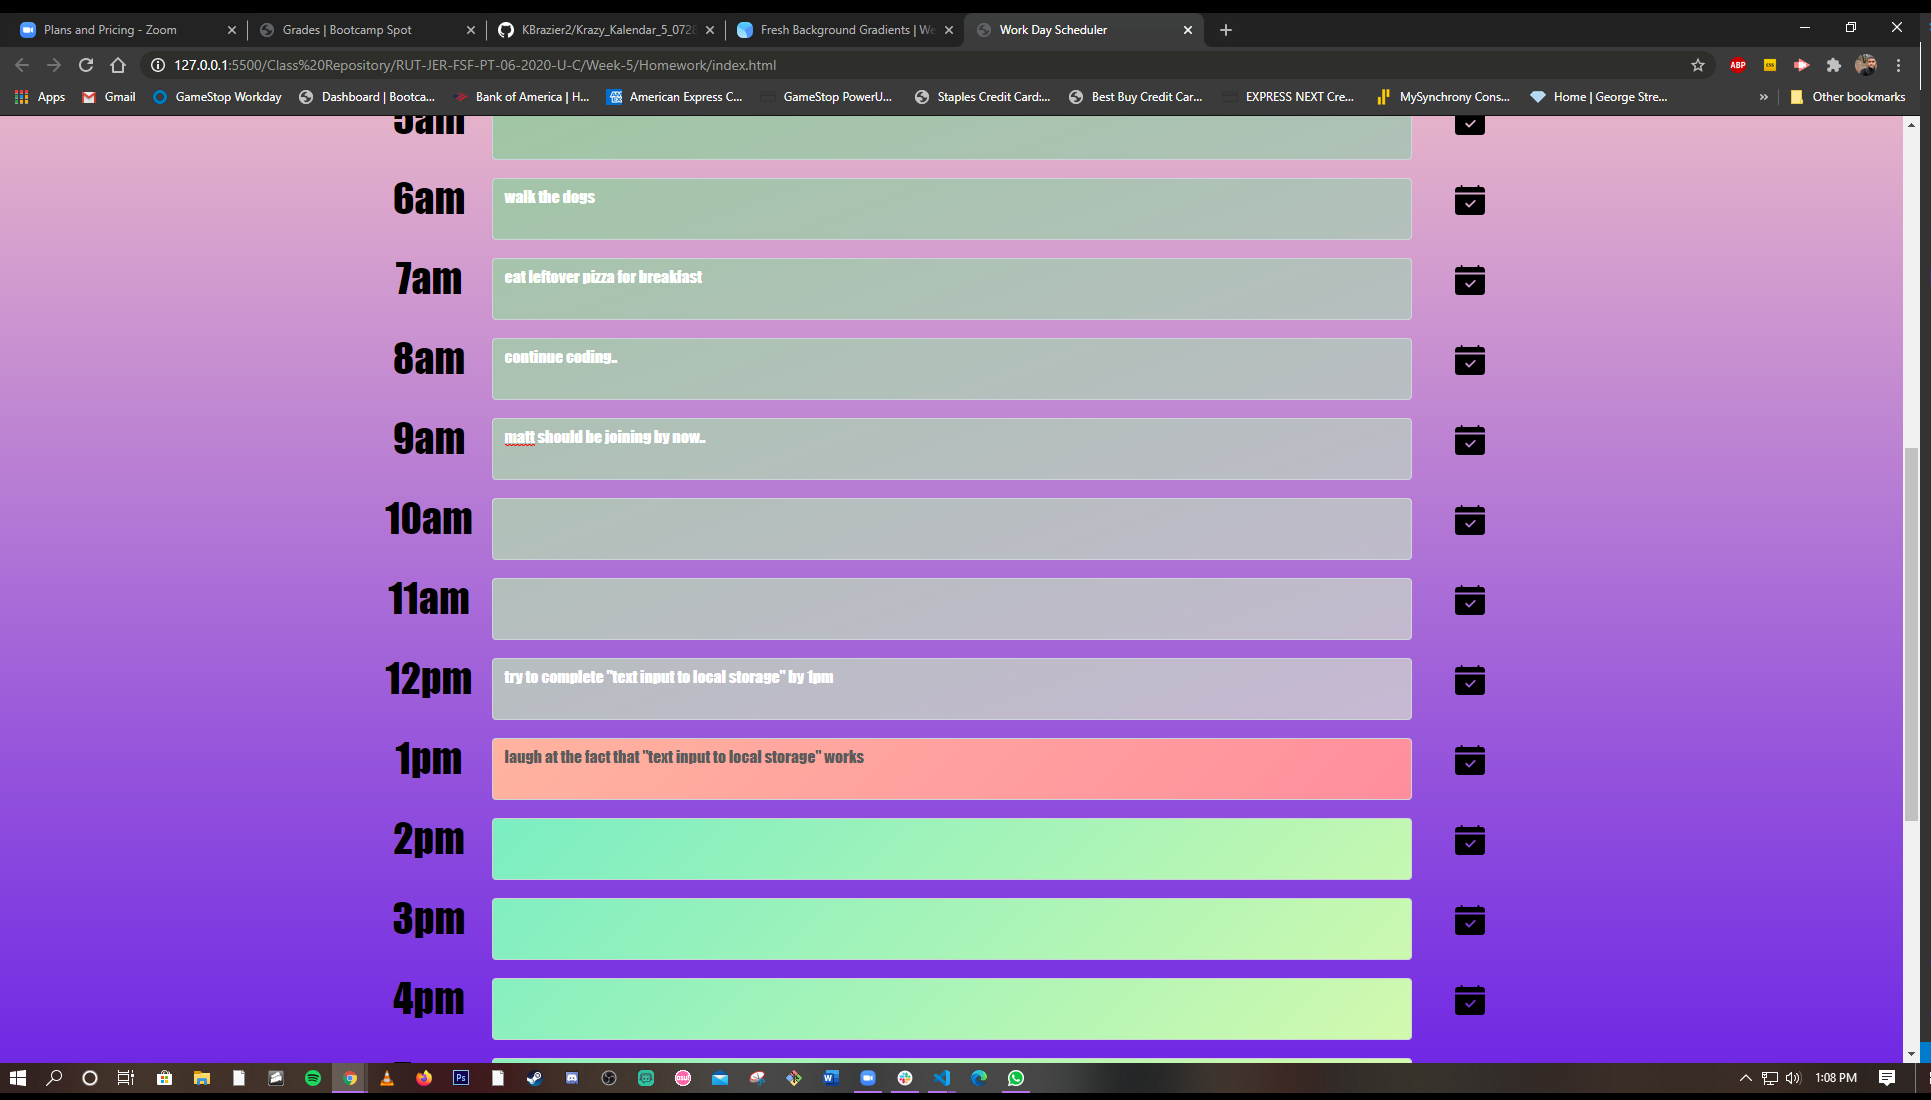 Plans and Pricing - Zoom
Grades | Bootcamp Spot
KBrazier2/Krazy_Kalendar_5_0728
Fresh Background Gradients | We
Work Day Scheduler
127.0.0.1:5500/Class%20Repository/RUT-JER-FSF-PT-06-2020-U-C/Week-5/Homework/index.html
ABP
Apps
Gmail
GameStop Workday
Dashboard | Bootca...
Bank of America | H...
American Express C...
GameStop PowerU...
Staples Credit Card:...
Best Buy Credit Car...
EXPRESS NEXT Cre...
MySynchrony Cons...
Home | George Stre...
»
Other bookmarks
5am
6am
walk the dogs
7am
eat leftover pizza for breakfast
8am
continue coding..
9am
matt should be joining by now..
10am
11am
12pm
try to complete "text input to local storage" by 1pm
1pm
laugh at the fact that "text input to local storage" works
2pm
3pm
4pm
Ps
osu!
W
1:08 PM